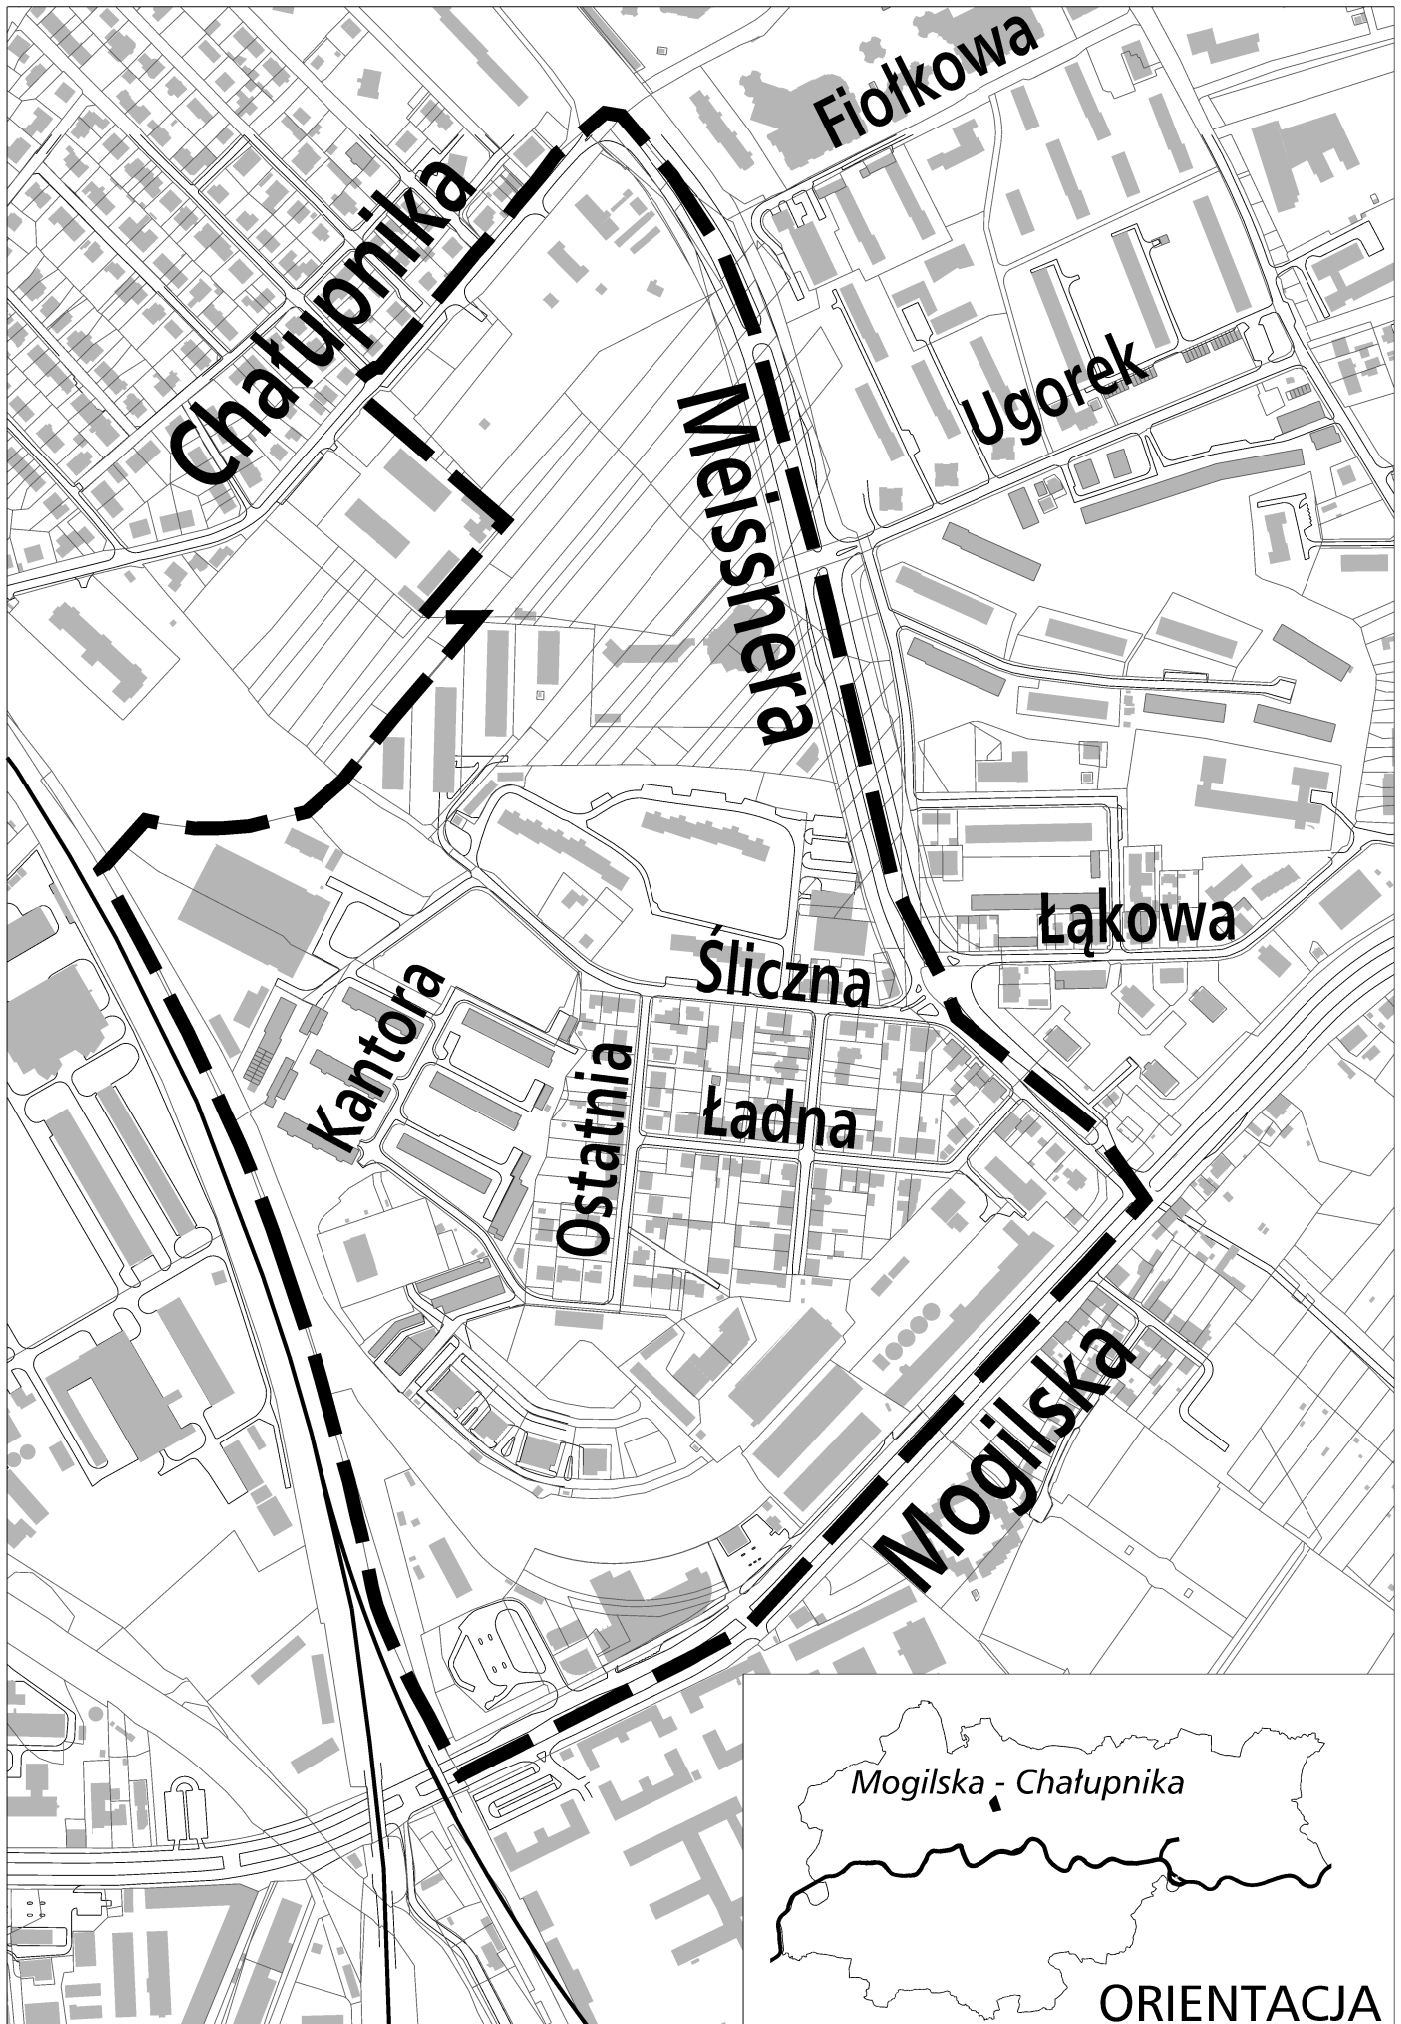 Fiołkowa
Chałupnika
Ugorek
Meissnera
Łąkowa
Śliczna
Kantora
Ostatnia
Ładna
Mogilska
Mogilska - Chałupnika
ORIENTACJA